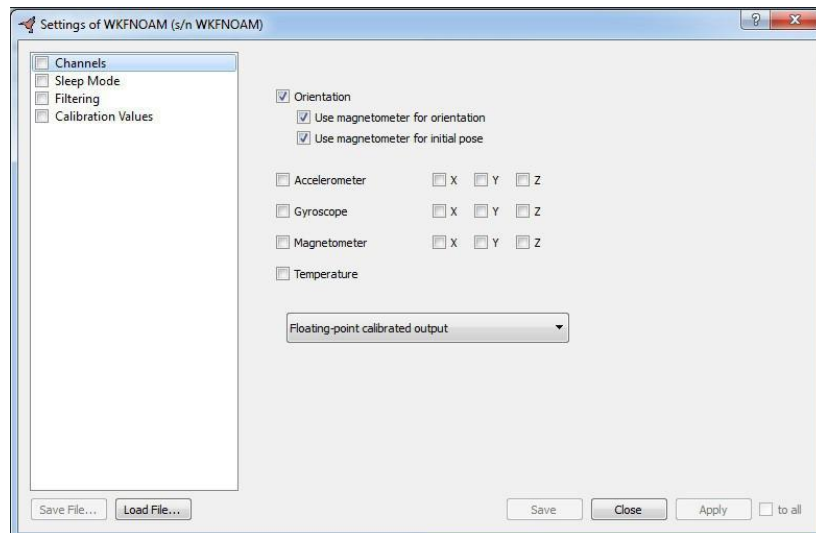 Settings of WKFNOAM (s/n WKFNOAM)
Channels
Sleep Mode
Filtering
Calibration Values
Orientation
Use magnetometer for orientation
Use magnetometer for initial pose
Accelerometer X Y Z
Gyroscope X Y Z
Magnetometer X Y Z
Temperature
Floating-point calibrated output
Save File... Load File... Save Close Apply to all